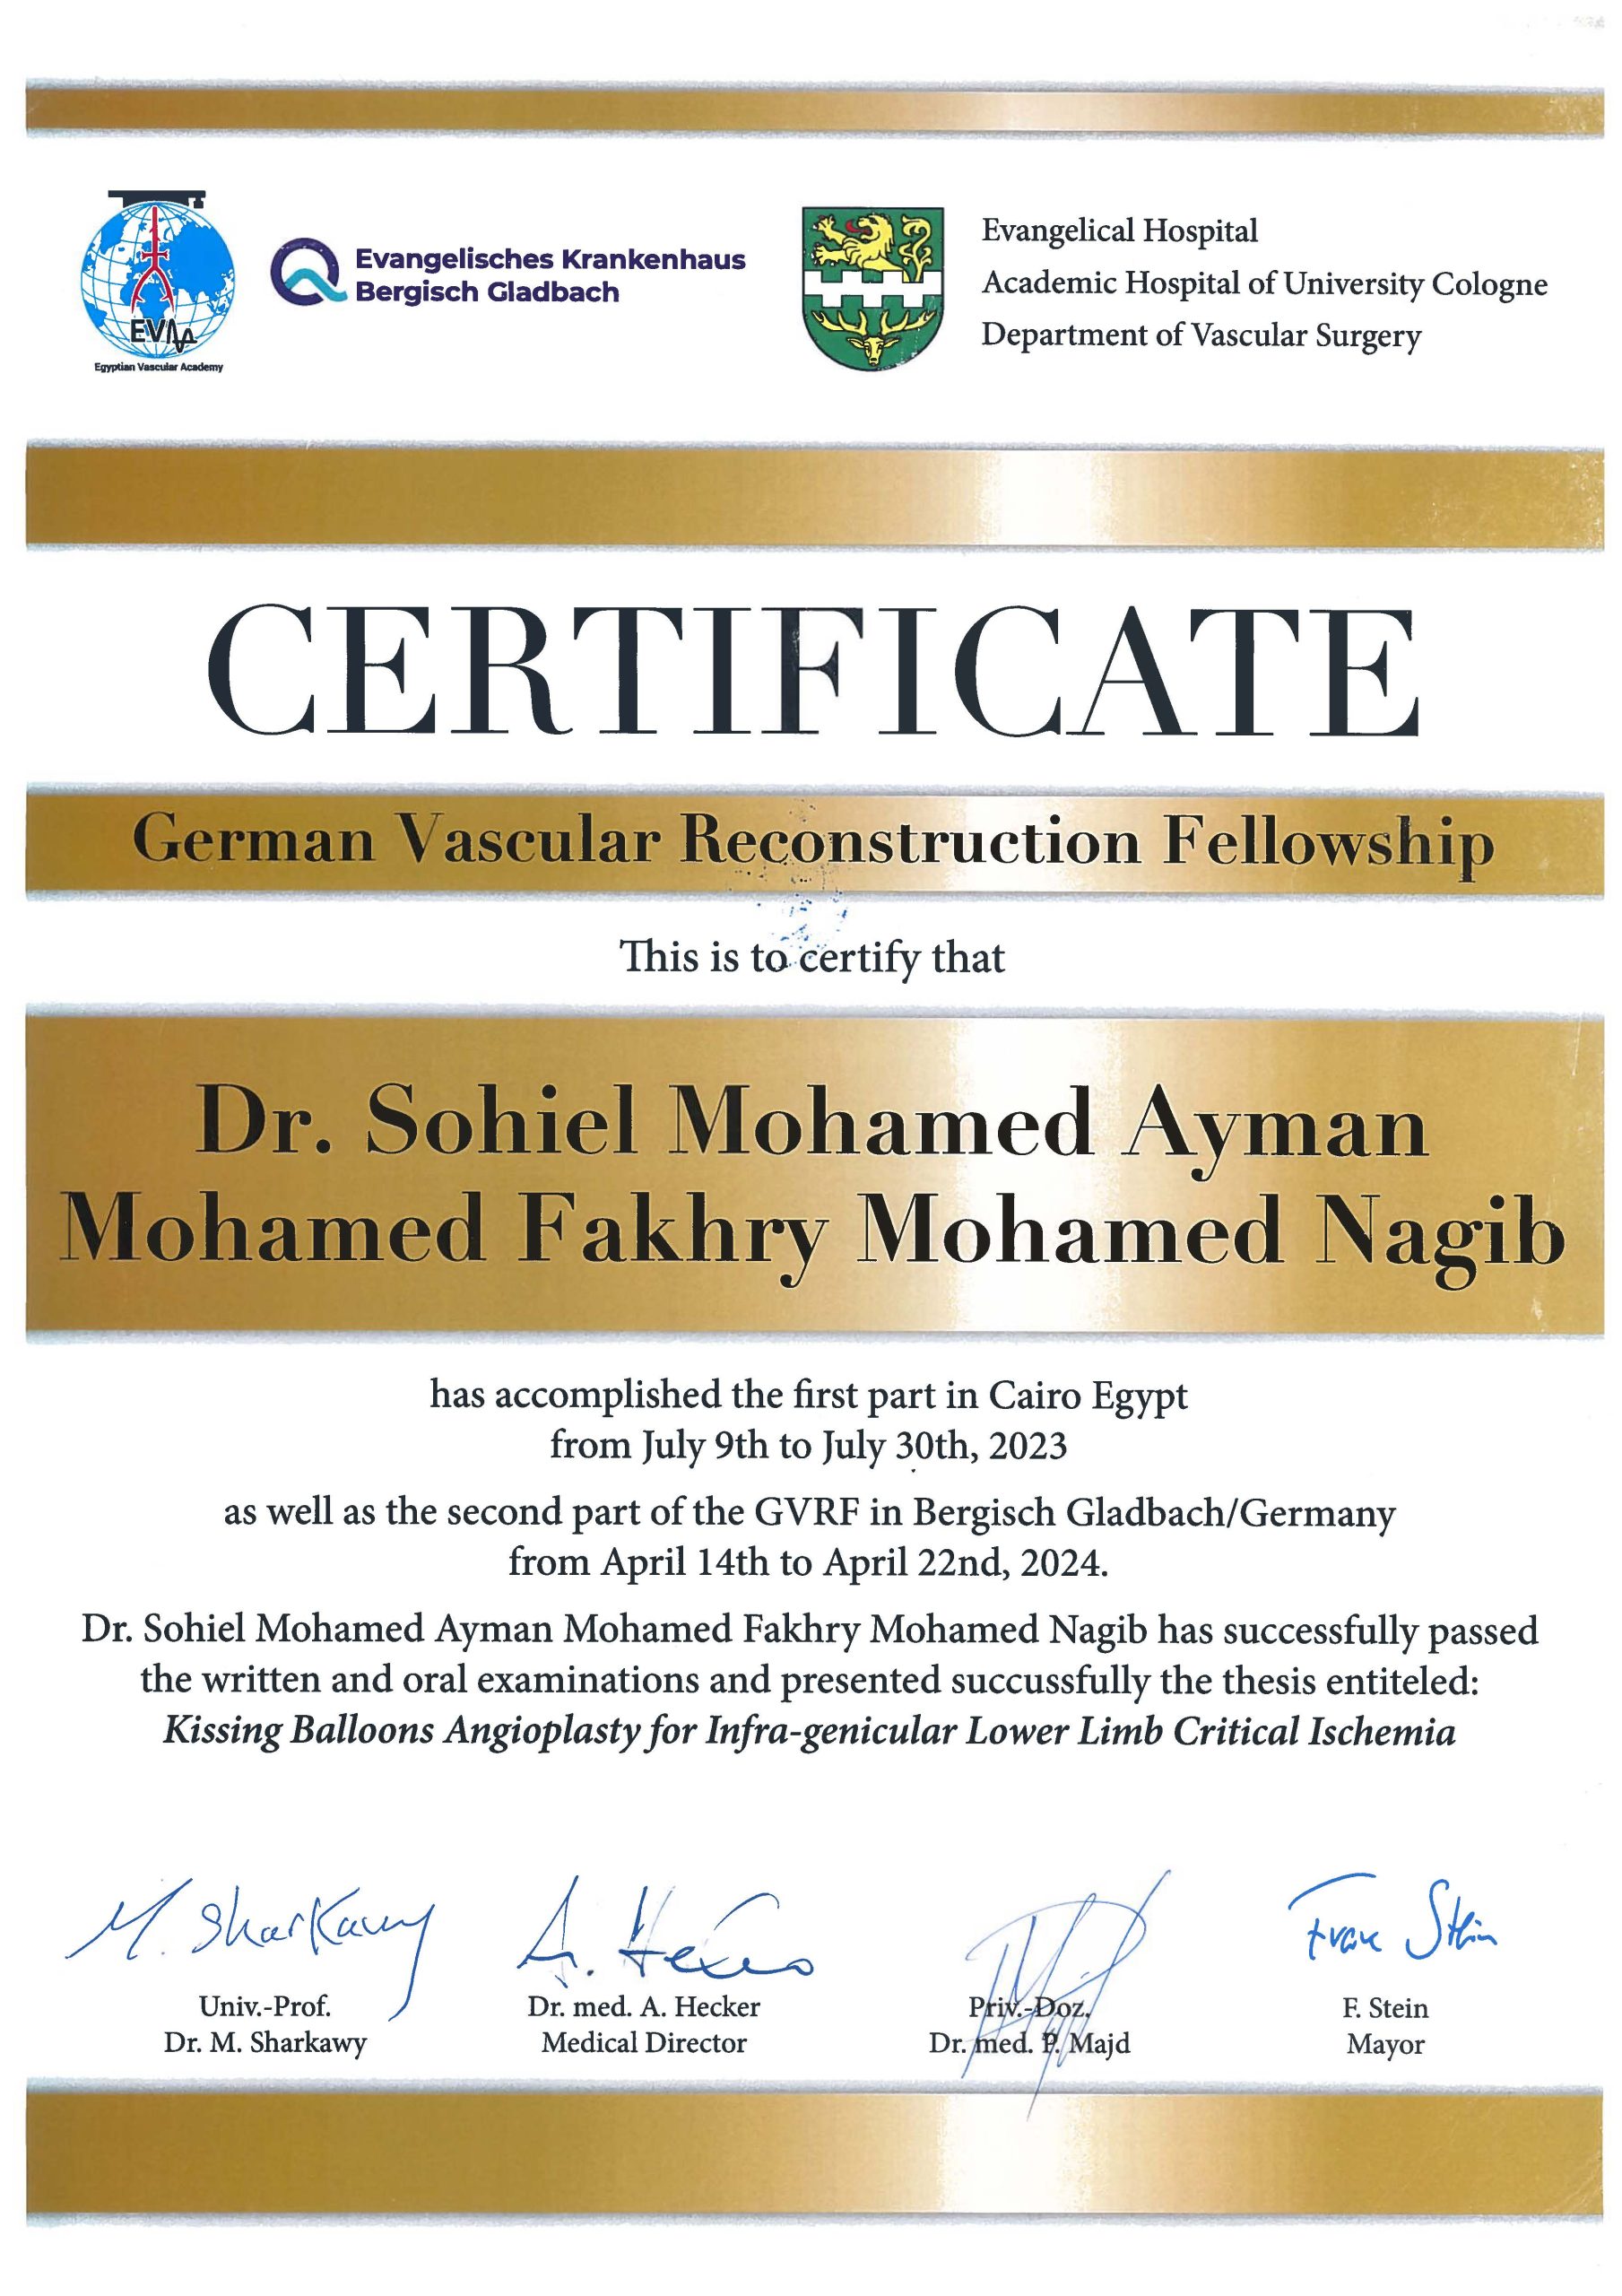 EVA
Egyptian Vascular Academy
Evangelisches Krankenhaus
Bergisch Gladbach
Evangelical Hospital
Academic Hospital of University Cologne
Department of Vascular Surgery
CERTIFICATE
German Vascular Reconstruction Fellowship
This is to certify that
Dr. Sohiel Mohamed Ayman
Mohamed Fakhry Mohamed Nagib
has accomplished the first part in Cairo Egypt
from July 9th to July 30th, 2023
as well as the second part of the GVRF in Bergisch Gladbach/Germany
from April 14th to April 22nd, 2024.
Dr. Sohiel Mohamed Ayman Mohamed Fakhry Mohamed Nagib has successfully passed
the written and oral examinations and presented succussfully the thesis entiteled:
Kissing Balloons Angioplasty for Infra-genicular Lower Limb Critical Ischemia
M. Sharkawy
A. Hecker
Frank Stein
Univ.-Prof.
Dr. M. Sharkawy
Dr. med. A. Hecker
Medical Director
Priv.-Doz.
Dr. med. P. Majd
F. Stein
Mayor